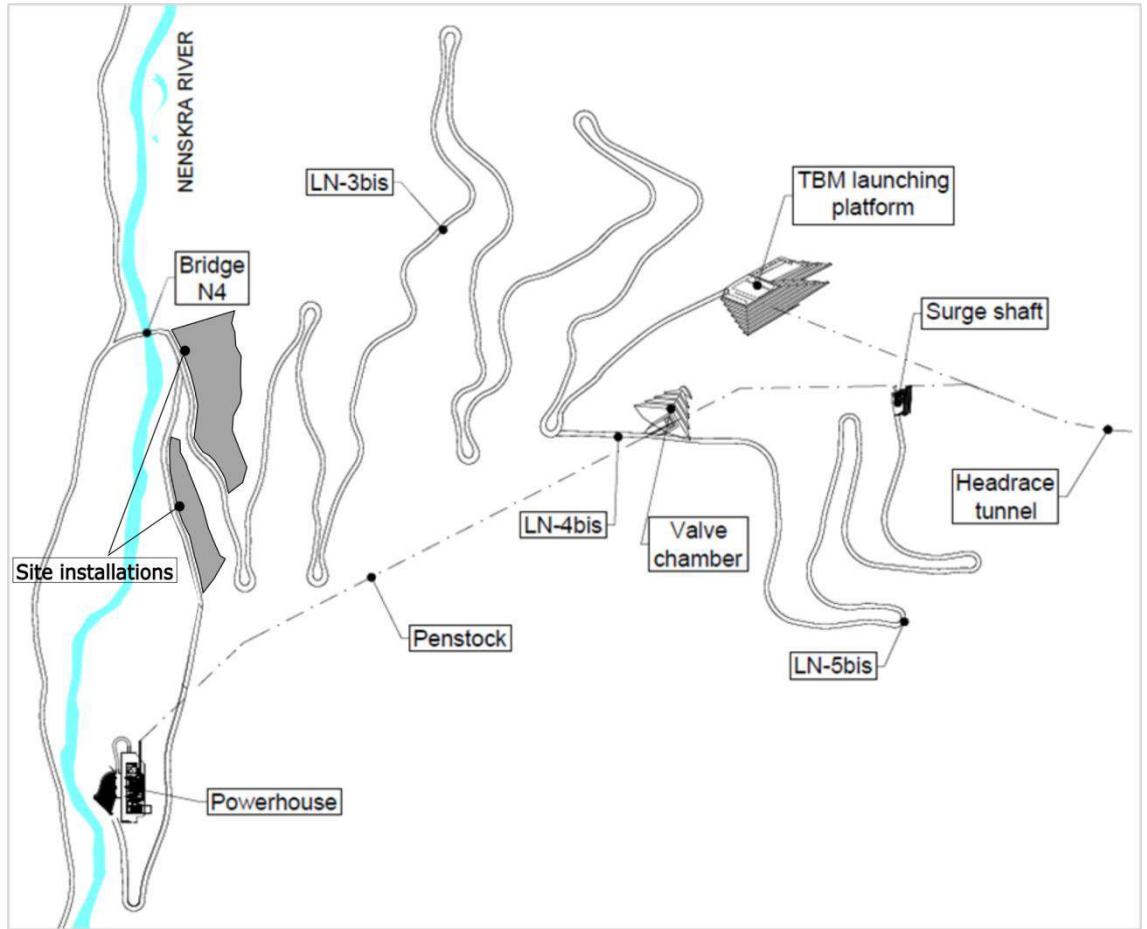 NENSKRA RIVER
LN-3bis
TBM launching
platform
Bridge
N4
Surge shaft
Site installations
LN-4bis
Valve
chamber
Headrace
tunnel
Penstock
LN-5bis
Powerhouse